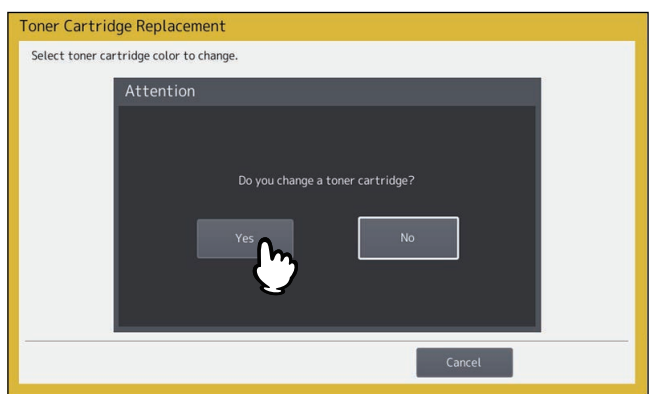 Toner Cartridge Replacement
Select toner cartridge color to change.
Attention
Do you change a toner cartridge?
Yes
No
Cancel